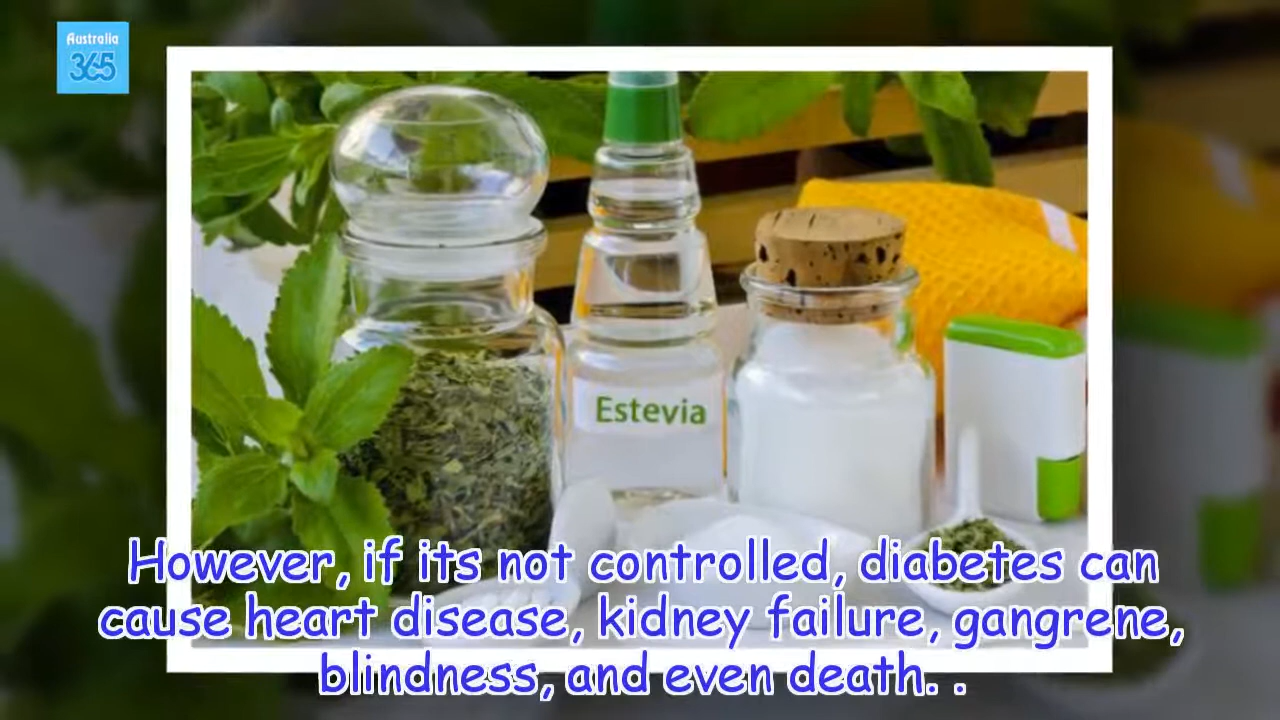 Australia
365
Estevia
However, if its not controlled, diabetes can
cause heart disease, kidney failure, gangrene,
blindness, and even death. .